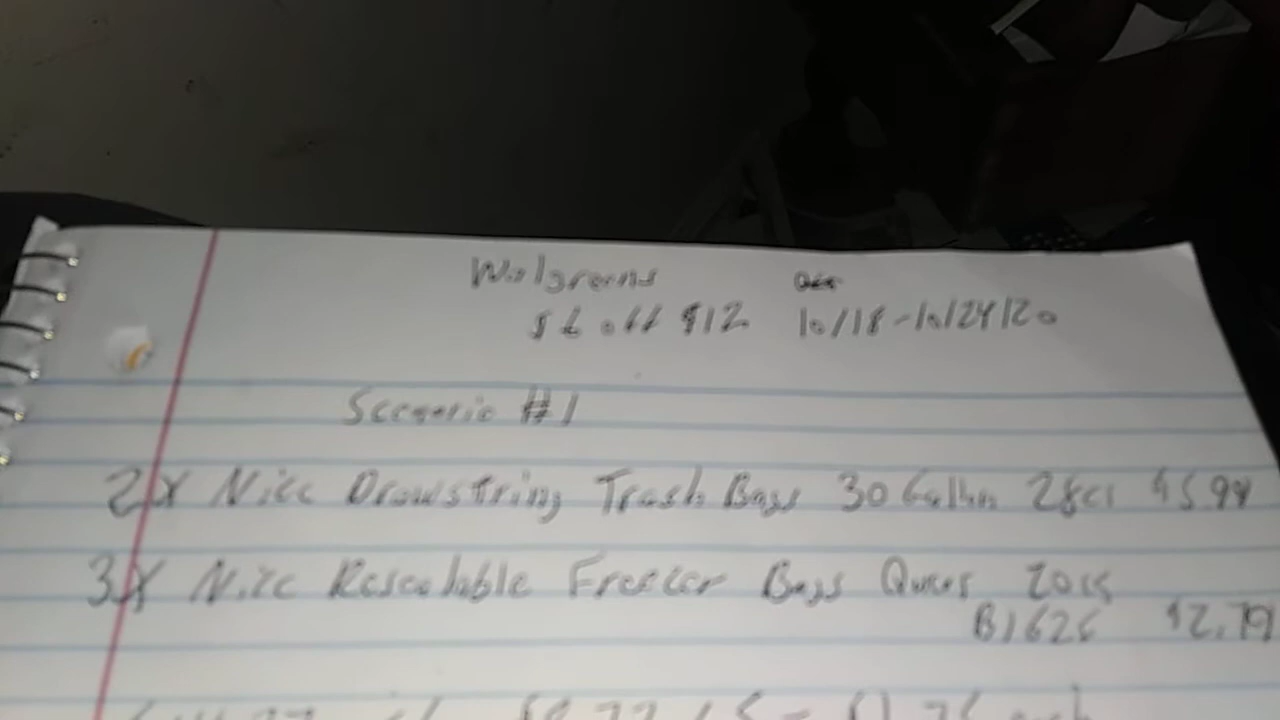 Walgreens
$6 off $12 10/18-10/24/20
Scenario #1
2X Nice Drawstring Trash Bags 30 Gallon 28ct $5.99
3X Nice Resealable Freezer Bags Quart 20ct
B1G2F $2.79